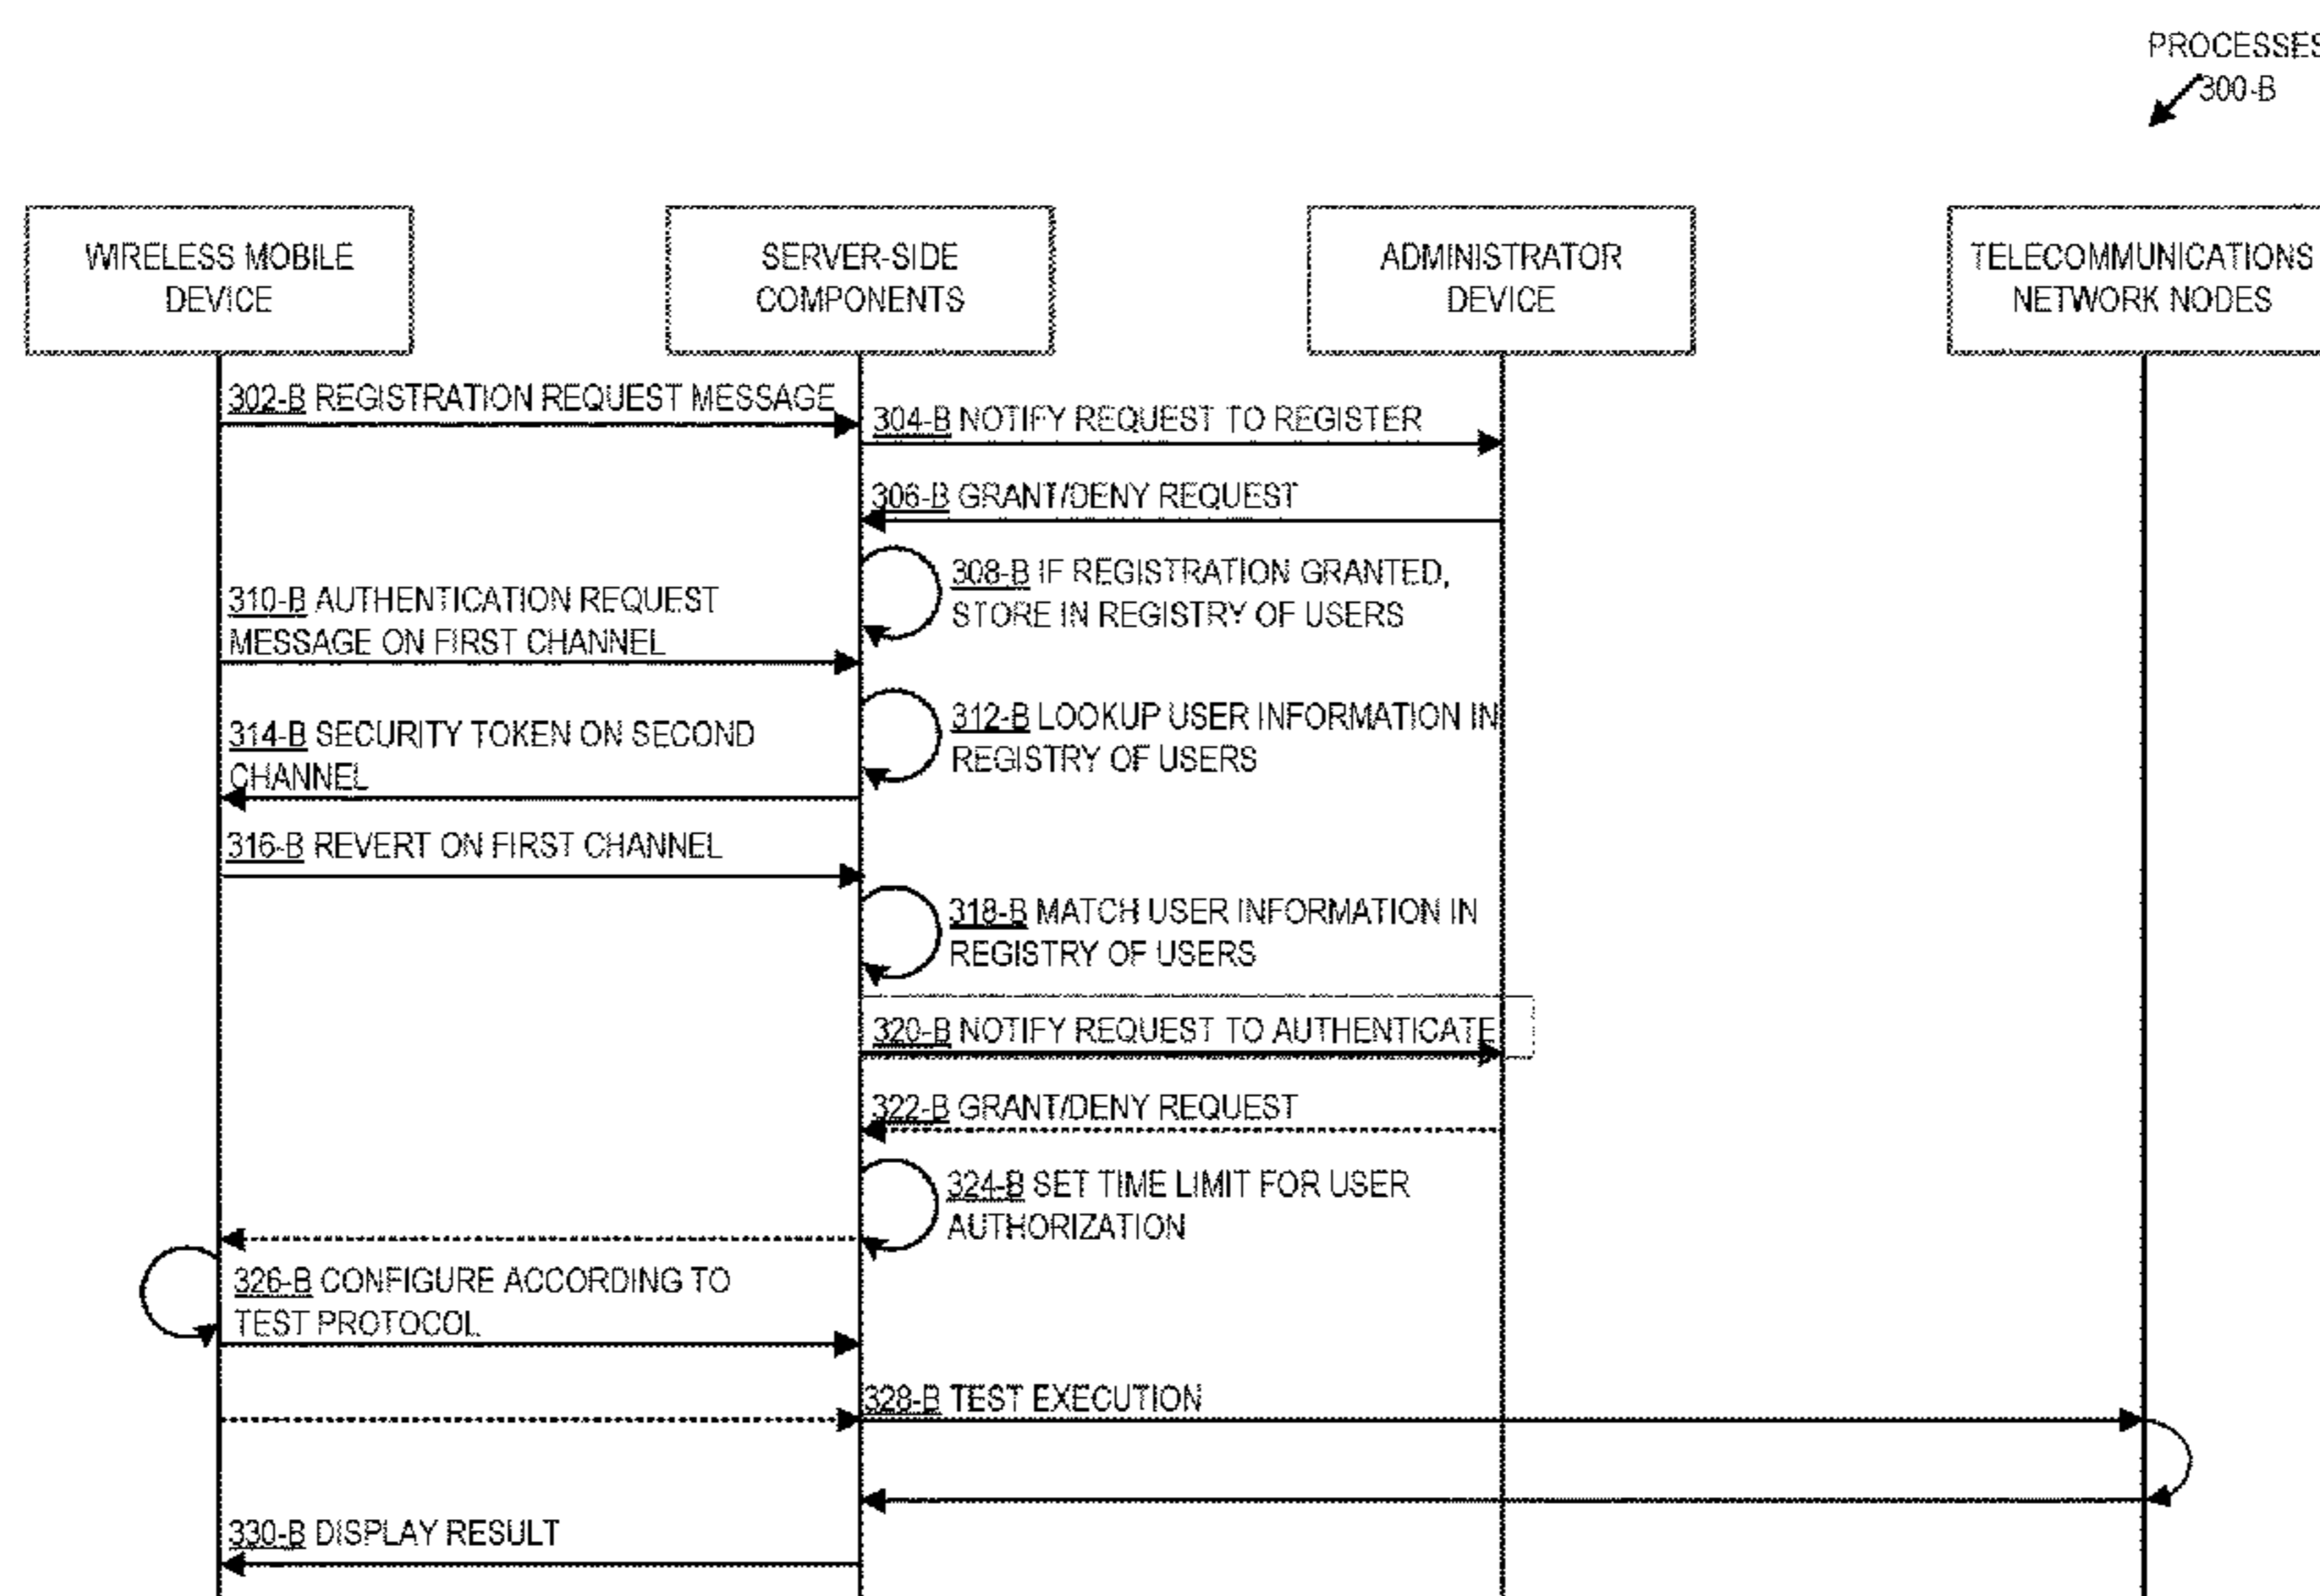 PROCESSES
300-B
WIRELESS MOBILE
DEVICE
SERVER-SIDE
COMPONENTS
ADMINISTRATOR
DEVICE
TELECOMMUNICATIONS
NETWORK NODES
302-B REGISTRATION REQUEST MESSAGE
304-B NOTIFY REQUEST TO REGISTER
306-B GRANT/DENY REQUEST
308-B IF REGISTRATION GRANTED,
STORE IN REGISTRY OF USERS
310-B AUTHENTICATION REQUEST
MESSAGE ON FIRST CHANNEL
312-B LOOKUP USER INFORMATION IN
REGISTRY OF USERS
314-B SECURITY TOKEN ON SECOND
CHANNEL
316-B REVERT ON FIRST CHANNEL
318-B MATCH USER INFORMATION IN
REGISTRY OF USERS
320-B NOTIFY REQUEST TO AUTHENTICATE
322-B GRANT/DENY REQUEST
324-B SET TIME LIMIT FOR USER
AUTHORIZATION
326-B CONFIGURE ACCORDING TO
TEST PROTOCOL
328-B TEST EXECUTION
330-B DISPLAY RESULT